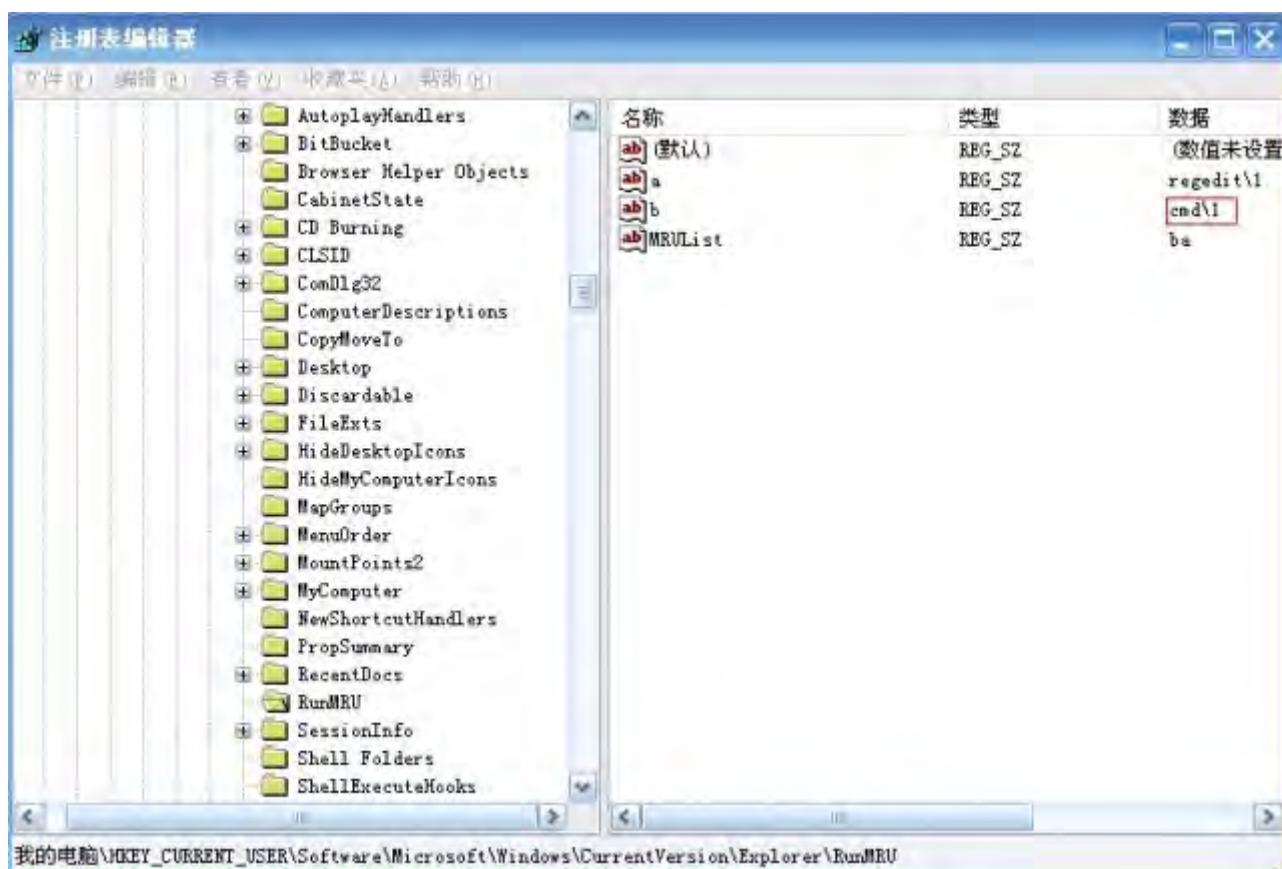 注册表编辑器
文件(F) 编辑(E) 查看(V) 收藏夹(A) 帮助(H)
AutoplayHandlers
BitBucket
Browser Helper Objects
CabinetState
CD Burning
CLSID
ComDlg32
ComputerDescriptions
CopyMoveTo
Desktop
Discardable
FileExts
HideDesktopIcons
HideMyComputerIcons
MapGroups
MenuOrder
MountPoints2
MyComputer
NewShortcutHandlers
PropSummary
RecentDocs
RunMRU
SessionInfo
Shell Folders
ShellExecuteHooks
名称 类型 数据
(默认) REG_SZ (数值未设置
a REG_SZ regedit\1
b REG_SZ cmd\1
MRUList REG_SZ ba
我的电脑\HKEY_CURRENT_USER\Software\Microsoft\Windows\CurrentVersion\Explorer\RunMRU